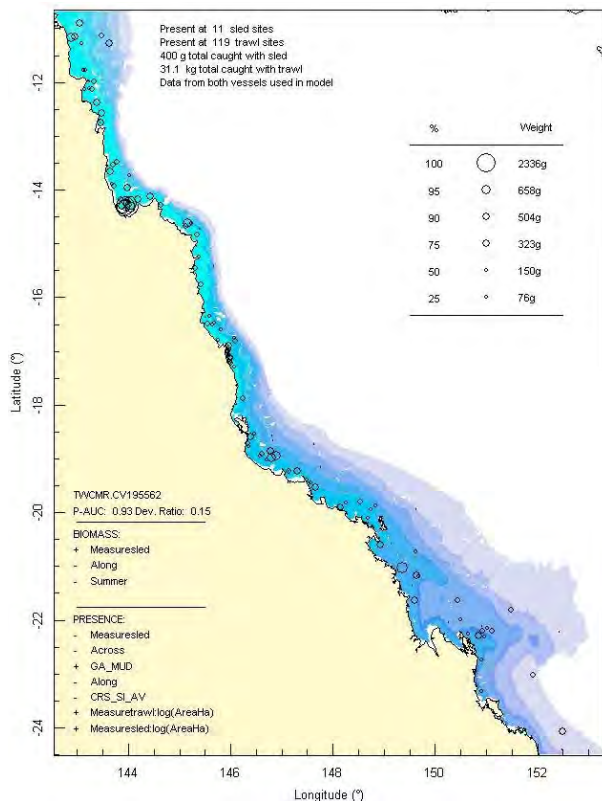 Present at 11 sled sites
Present at 119 trawl sites
400 g total caught with sled
31.1 kg total caught with trawl
Data from both vessels used in model
% Weight
100 2336g
95 658g
90 504g
75 323g
50 150g
25 76g
-12
-14
-16
-18
-20
-22
-24
Latitude (°)
TWCMR.CV195562
P-AUC: 0.93 Dev. Ratio: 0.15
BIOMASS:
+ Measuresled
- Along
- Summer
PRESENCE:
- Measuresled
- Across
+ GA_MUD
- Along
- CRS_SI_AV
+ Measuretrawl:log(AreaHa)
+ Measuresled:log(AreaHa)
144 146 148 150 152
Longitude (°)